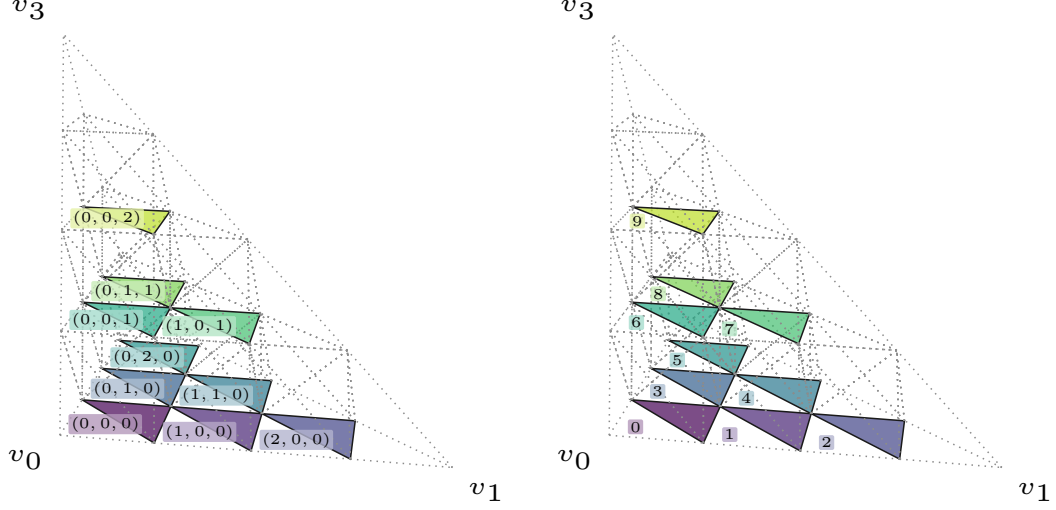 v3
v3
(0, 0, 2)
9
(0, 1, 1)
8
(0, 0, 1)
(1, 0, 1)
6
7
(0, 2, 0)
5
(0, 1, 0)
(1, 1, 0)
3
4
(0, 0, 0)
(1, 0, 0)
(2, 0, 0)
0
1
2
v0
v1
v0
v1